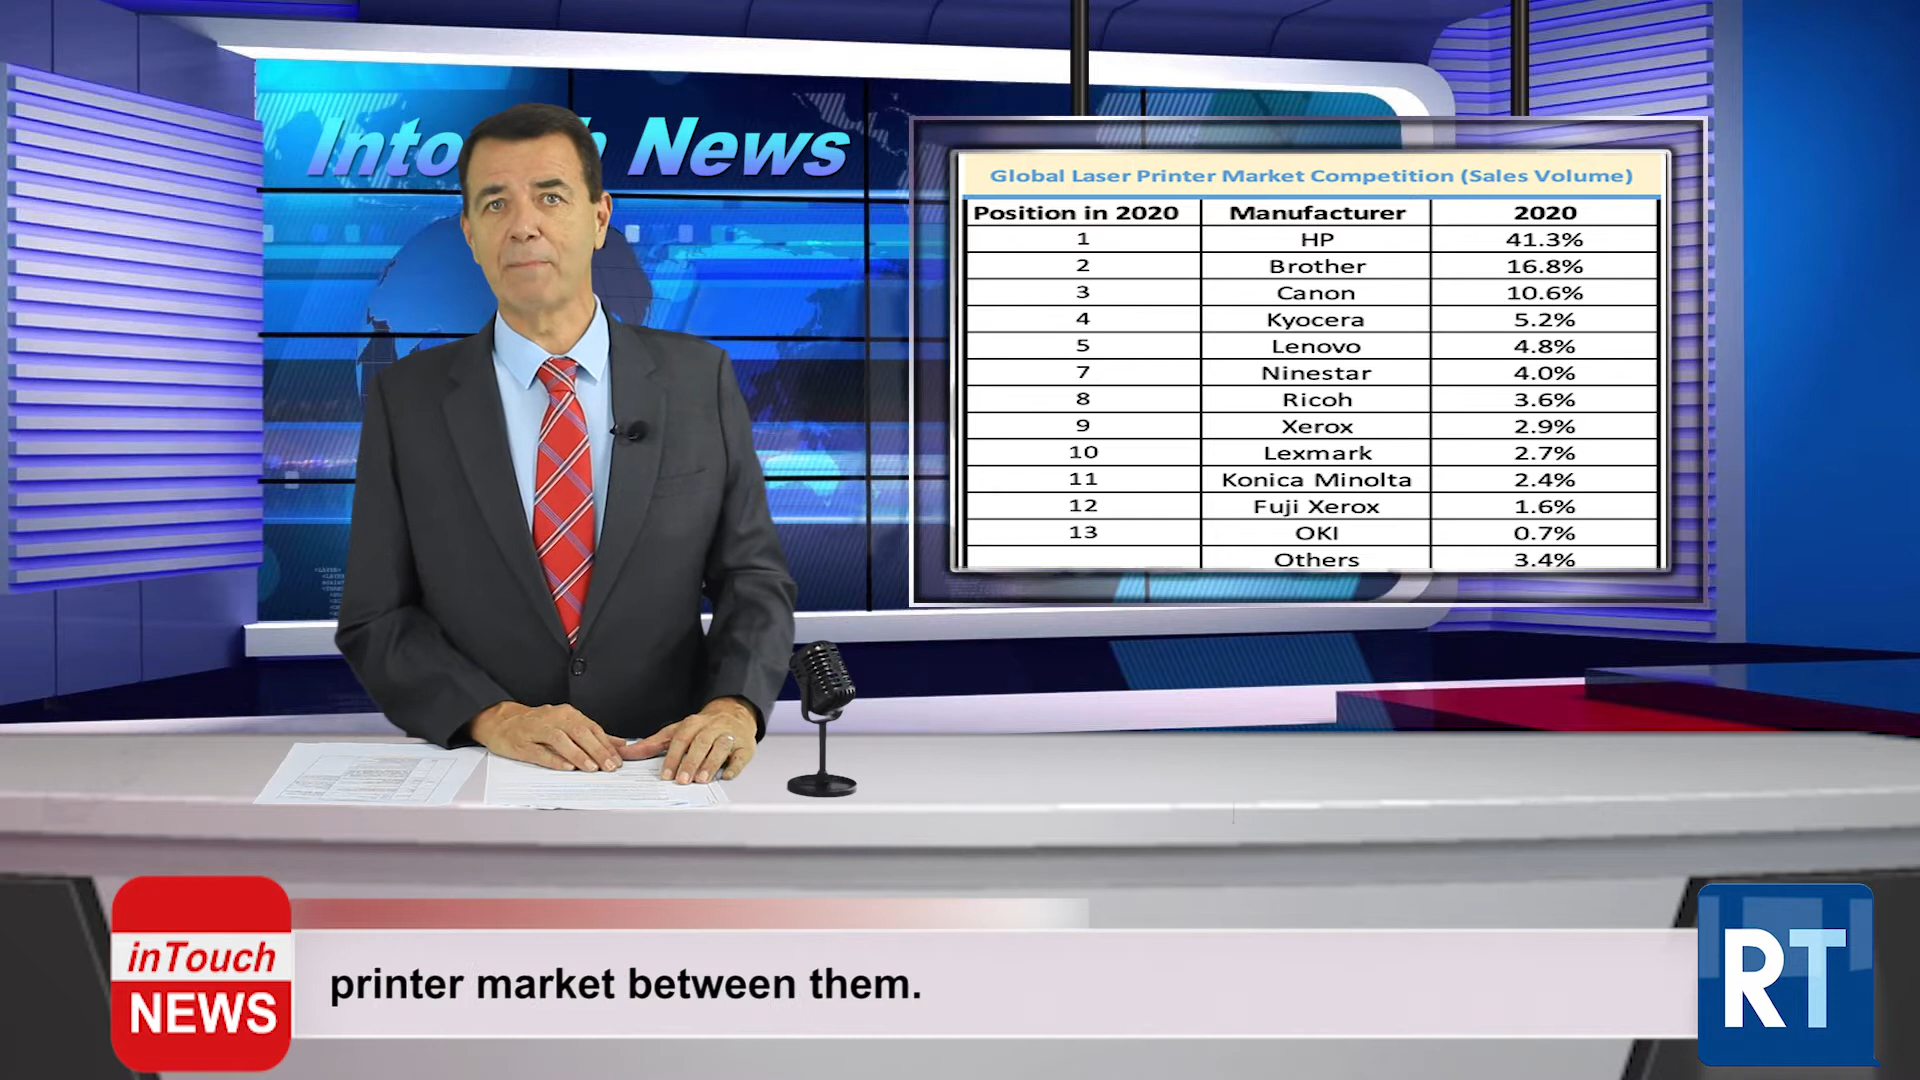 Intouch News
Global Laser Printer Market Competition (Sales Volume)
Position in 2020 Manufacturer 2020
1 HP 41.3%
2 Brother 16.8%
3 Canon 10.6%
4 Kyocera 5.2%
5 Lenovo 4.8%
7 Ninestar 4.0%
8 Ricoh 3.6%
9 Xerox 2.9%
10 Lexmark 2.7%
11 Konica Minolta 2.4%
12 Fuji Xerox 1.6%
13 OKI 0.7%
Others 3.4%
inTouch
NEWS
printer market between them.
RT